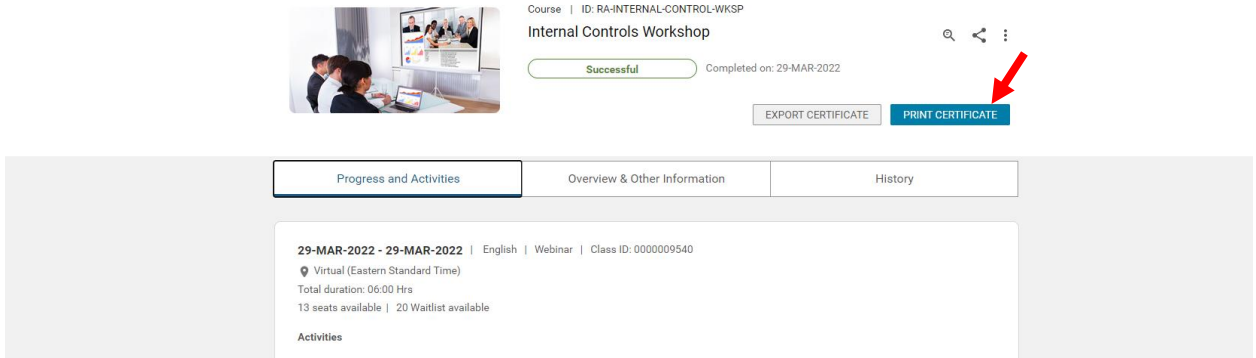 Course | ID: RA-INTERNAL-CONTROL-WKSP
Internal Controls Workshop
Successful Completed on: 29-MAR-2022
EXPORT CERTIFICATE PRINT CERTIFICATE
Progress and Activities Overview & Other Information History
29-MAR-2022 - 29-MAR-2022 | English | Webinar | Class ID: 0000009540
Virtual (Eastern Standard Time)
Total duration: 06:00 Hrs
13 seats available | 20 Waitlist available
Activities